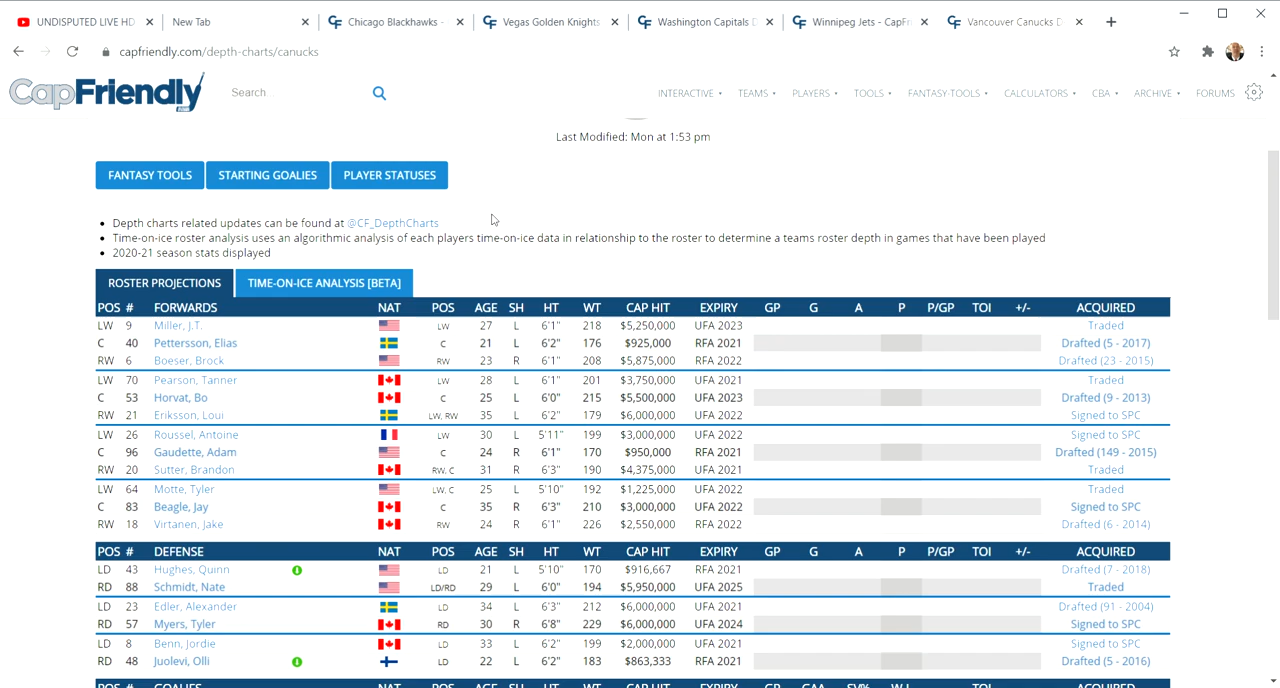 UNDISPUTED LIVE HD
New Tab
Chicago Blackhawks -
Vegas Golden Knights
Washington Capitals D
Winnipeg Jets - CapFri
Vancouver Canucks D
capfriendly.com/depth-charts/canucks
CapFriendly
Search
INTERACTIVE TEAMS PLAYERS TOOLS FANTASY-TOOLS CALCULATORS CBA ARCHIVE FORUMS
Last Modified: Mon at 1:53 pm
FANTASY TOOLS STARTING GOALIES PLAYER STATUSES
Depth charts related updates can be found at @CF_DepthCharts
Time-on-ice roster analysis uses an algorithmic analysis of each players time-on-ice data in relationship to the roster to determine a teams roster depth in games that have been played
2020-21 season stats displayed
ROSTER PROJECTIONS TIME-ON-ICE ANALYSIS [BETA]
POS # FORWARDS NAT POS AGE SH HT WT CAP HIT EXPIRY GP G A P P/GP TOI +/- ACQUIRED
LW 9 Miller, J.T. LW 27 L 6'1" 218 $5,250,000 UFA 2023 Traded
C 40 Pettersson, Elias C 21 L 6'2" 176 $925,000 RFA 2021 Drafted (5 - 2017)
RW 6 Boeser, Brock RW 23 R 6'1" 208 $5,875,000 RFA 2022 Drafted (23 - 2015)
LW 70 Pearson, Tanner LW 28 L 6'1" 201 $3,750,000 UFA 2021 Traded
C 53 Horvat, Bo C 25 L 6'0" 215 $5,500,000 UFA 2023 Drafted (9 - 2013)
RW 21 Eriksson, Loui LW, RW 35 L 6'2" 179 $6,000,000 UFA 2022 Signed to SPC
LW 26 Roussel, Antoine LW 30 L 5'11" 199 $3,000,000 UFA 2022 Signed to SPC
C 96 Gaudette, Adam C 24 R 6'1" 170 $950,000 RFA 2021 Drafted (149 - 2015)
RW 20 Sutter, Brandon RW, C 31 R 6'3" 190 $4,375,000 UFA 2021 Traded
LW 64 Motte, Tyler LW, C 25 L 5'10" 192 $1,225,000 UFA 2022 Traded
C 83 Beagle, Jay C 35 R 6'3" 210 $3,000,000 UFA 2022 Signed to SPC
RW 18 Virtanen, Jake RW 24 R 6'1" 226 $2,550,000 RFA 2022 Drafted (6 - 2014)
POS # DEFENSE NAT POS AGE SH HT WT CAP HIT EXPIRY GP G A P P/GP TOI +/- ACQUIRED
LD 43 Hughes, Quinn LD 21 L 5'10" 170 $916,667 RFA 2021 Drafted (7 - 2018)
RD 88 Schmidt, Nate LD/RD 29 L 6'0" 194 $5,950,000 UFA 2025 Traded
LD 23 Edler, Alexander LD 34 L 6'3" 212 $6,000,000 UFA 2021 Drafted (91 - 2004)
RD 57 Myers, Tyler RD 30 R 6'8" 229 $6,000,000 UFA 2024 Signed to SPC
LD 8 Benn, Jordie LD 33 L 6'2" 199 $2,000,000 UFA 2021 Signed to SPC
RD 48 Juolevi, Olli LD 22 L 6'2" 183 $863,333 RFA 2021 Drafted (5 - 2016)